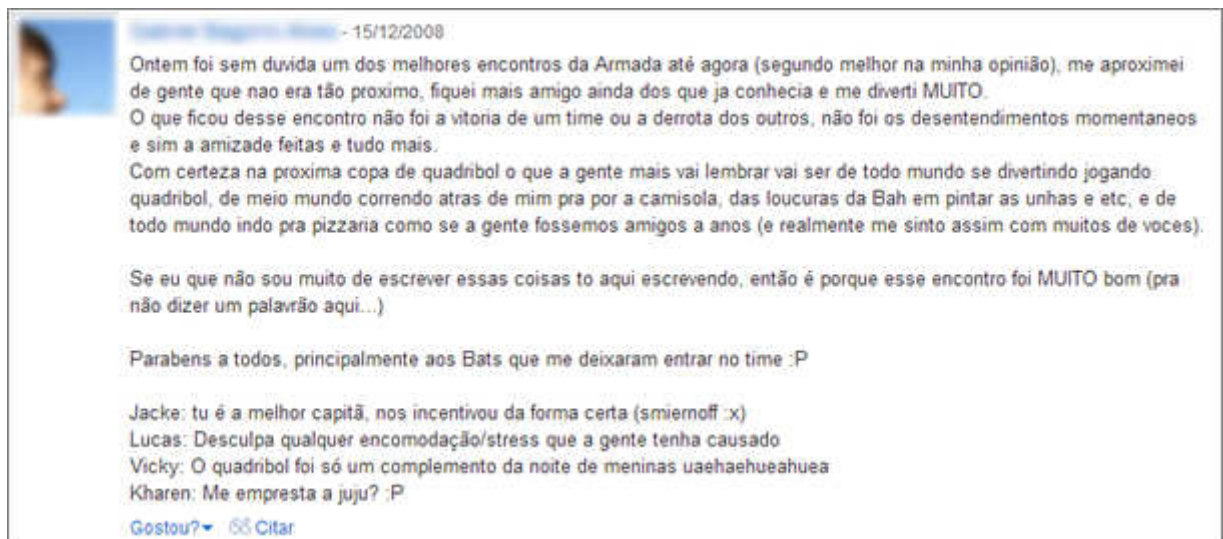 - 15/12/2008
Ontem foi sem duvida um dos melhores encontros da Armada até agora (segundo melhor na minha opinião), me aproximei
de gente que nao era tão proximo, fiquei mais amigo ainda dos que ja conhecia e me diverti MUITO.
O que ficou desse encontro não foi a vitoria de um time ou a derrota dos outros, não foi os desentendimentos momentaneos
e sim a amizade feitas e tudo mais.
Com certeza na proxima copa de quadribol o que a gente mais vai lembrar vai ser de todo mundo se divertindo jogando
quadribol, de meio mundo correndo atras de mim pra por a camisola, das loucuras da Bah em pintar as unhas e etc, e de
todo mundo indo pra pizzaria como se a gente fossemos amigos a anos (e realmente me sinto assim com muitos de voces).
Se eu que não sou muito de escrever essas coisas to aqui escrevendo, então é porque esse encontro foi MUITO bom (pra
não dizer um palavrão aqui...)
Parabens a todos, principalmente aos Bats que me deixaram entrar no time :P
Jacke: tu é a melhor capitã, nos incentivou da forma certa (smiernoff :x)
Lucas: Desculpa qualquer encomodação/stress que a gente tenha causado
Vicky: O quadribol foi só um complemento da noite de meninas uaehaehueahuea
Kharen: Me empresta a juju? :P
Gostou? Citar